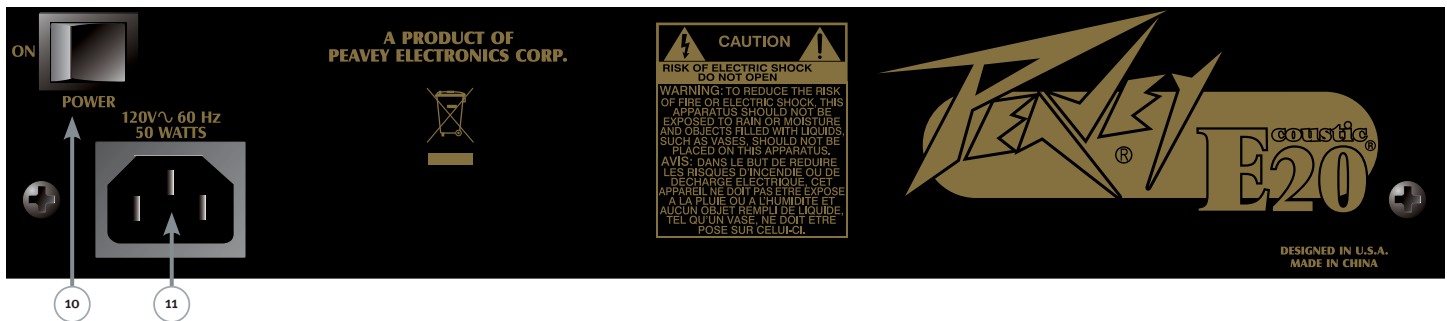 ON
POWER
120V∿ 60 Hz
50 WATTS
A PRODUCT OF
PEAVEY ELECTRONICS CORP.
CAUTION
RISK OF ELECTRIC SHOCK
DO NOT OPEN
WARNING: TO REDUCE THE RISK
OF FIRE OR ELECTRIC SHOCK, THIS
APPARATUS SHOULD NOT BE
EXPOSED TO RAIN OR MOISTURE
AND OBJECTS FILLED WITH LIQUIDS,
SUCH AS VASES, SHOULD NOT BE
PLACED ON THIS APPARATUS.
AVIS: DANS LE BUT DE REDUIRE
LES RISQUES D'INCENDIE OU DE
DECHARGE ELECTRIQUE, CET
APPAREIL NE DOIT PAS ETRE EXPOSE
A LA PLUIE OU A L'HUMIDITE ET
AUCUN OBJET REMPLI DE LIQUIDE,
TEL QU'UN VASE, NE DOIT ETRE
POSE SUR CELUI-CI.
PEAVEY®
Ecoustic®
E20
DESIGNED IN U.S.A.
MADE IN CHINA
10
11